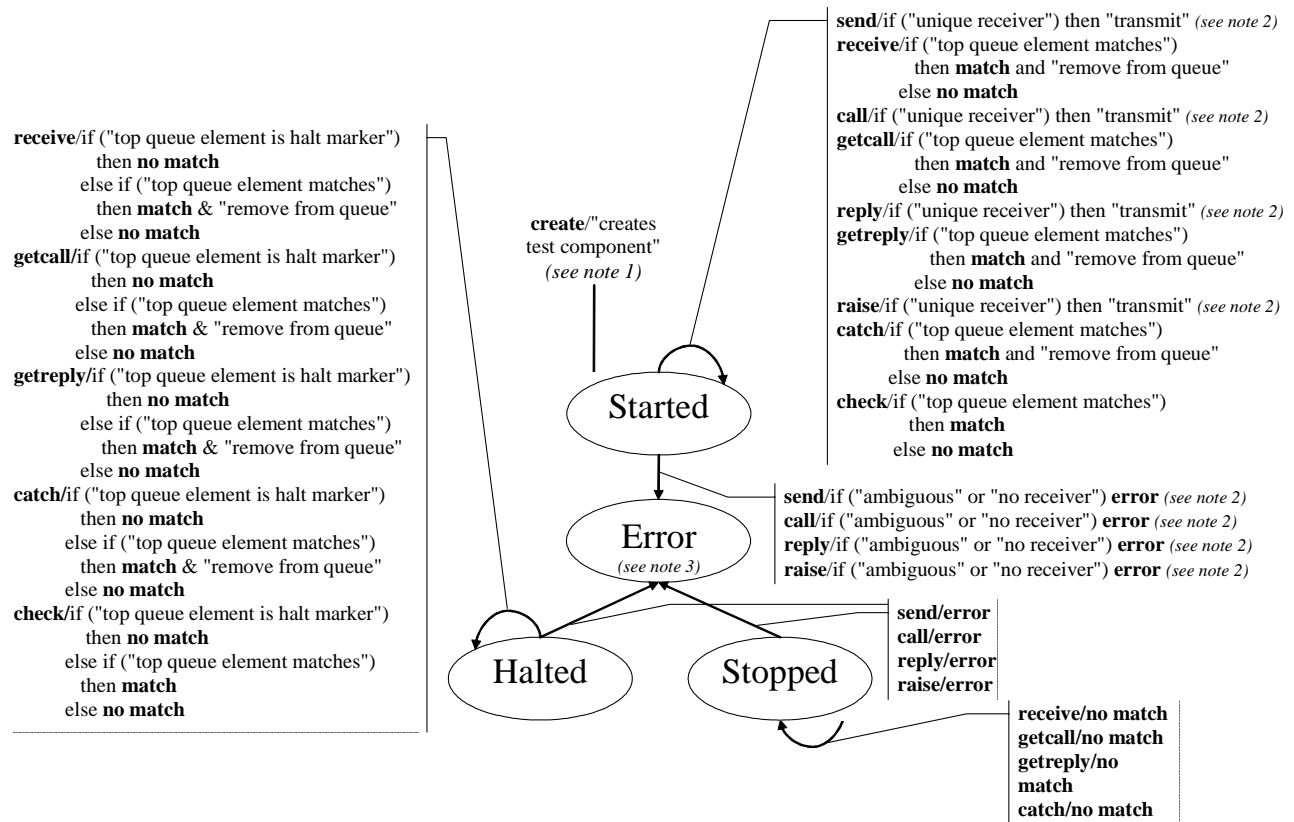 send/if ("unique receiver") then "transmit" (see note 2)
receive/if ("top queue element matches")
then match and "remove from queue"
else no match
call/if ("unique receiver") then "transmit" (see note 2)
getcall/if ("top queue element matches")
then match and "remove from queue"
else no match
reply/if ("unique receiver") then "transmit" (see note 2)
getreply/if ("top queue element matches")
then match and "remove from queue"
else no match
raise/if ("unique receiver") then "transmit" (see note 2)
catch/if ("top queue element matches")
then match and "remove from queue"
else no match
check/if ("top queue element matches")
then match
else no match
receive/if ("top queue element is halt marker")
then no match
else if ("top queue element matches")
then match & "remove from queue"
else no match
getcall/if ("top queue element is halt marker")
then no match
else if ("top queue element matches")
then match & "remove from queue"
else no match
getreply/if ("top queue element is halt marker")
then no match
else if ("top queue element matches")
then match & "remove from queue"
else no match
catch/if ("top queue element is halt marker")
then no match
else if ("top queue element matches")
then match & "remove from queue"
else no match
check/if ("top queue element is halt marker")
then no match
else if ("top queue element matches")
then match
else no match
create/"creates
test component"
(see note 1)
Started
send/if ("ambiguous" or "no receiver") error (see note 2)
call/if ("ambiguous" or "no receiver") error (see note 2)
reply/if ("ambiguous" or "no receiver") error (see note 2)
raise/if ("ambiguous" or "no receiver") error (see note 2)
Error
(see note 3)
send/error
call/error
reply/error
raise/error
Halted
Stopped
receive/no match
getcall/no match
getreply/no
match
catch/no match